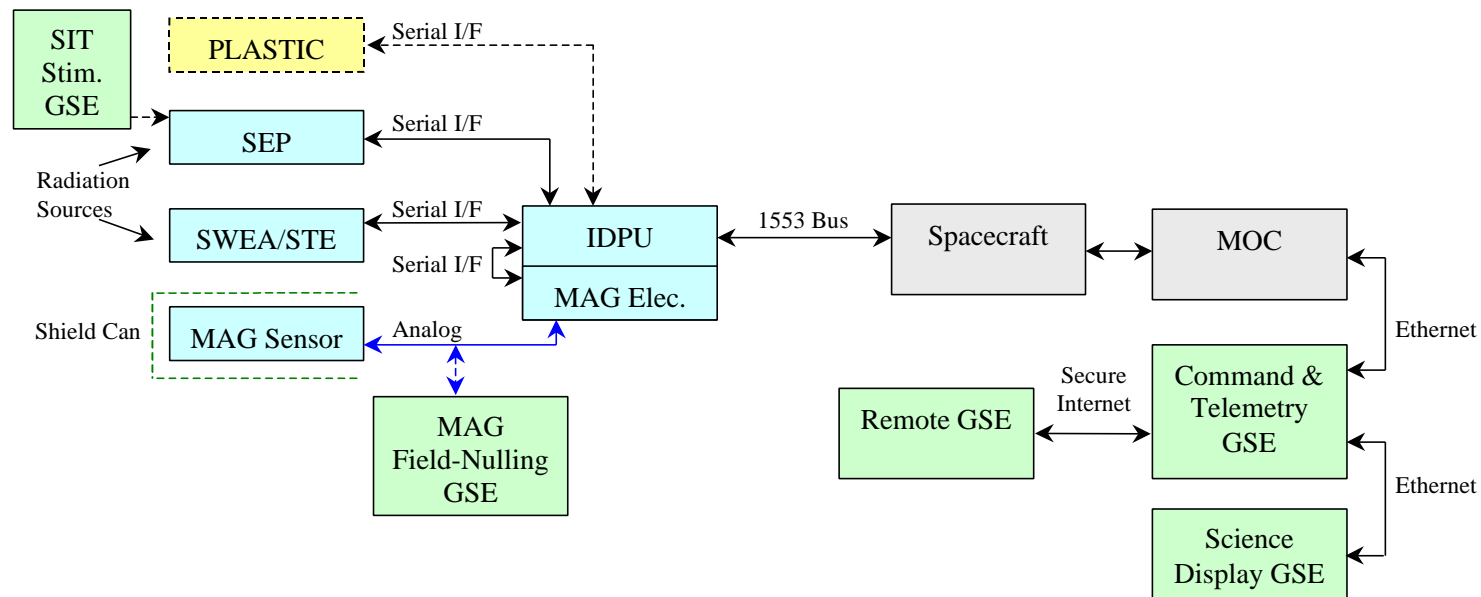 SIT
Stim.
GSE
PLASTIC
Serial I/F
SEP
Serial I/F
Radiation
Sources
SWEA/STE
Serial I/F
Serial I/F
IDPU
MAG Elec.
1553 Bus
Spacecraft
MOC
Shield Can
MAG Sensor
Analog
MAG
Field-Nulling
GSE
Ethernet
Remote GSE
Secure
Internet
Command &
Telemetry
GSE
Ethernet
Science
Display GSE